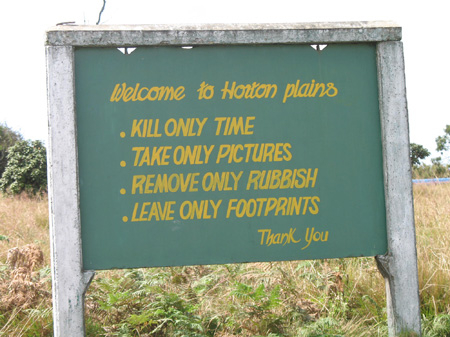 Welcome to Horton plains
• KILL ONLY TIME
• TAKE ONLY PICTURES
• REMOVE ONLY RUBBISH
• LEAVE ONLY FOOTPRINTS
Thank You